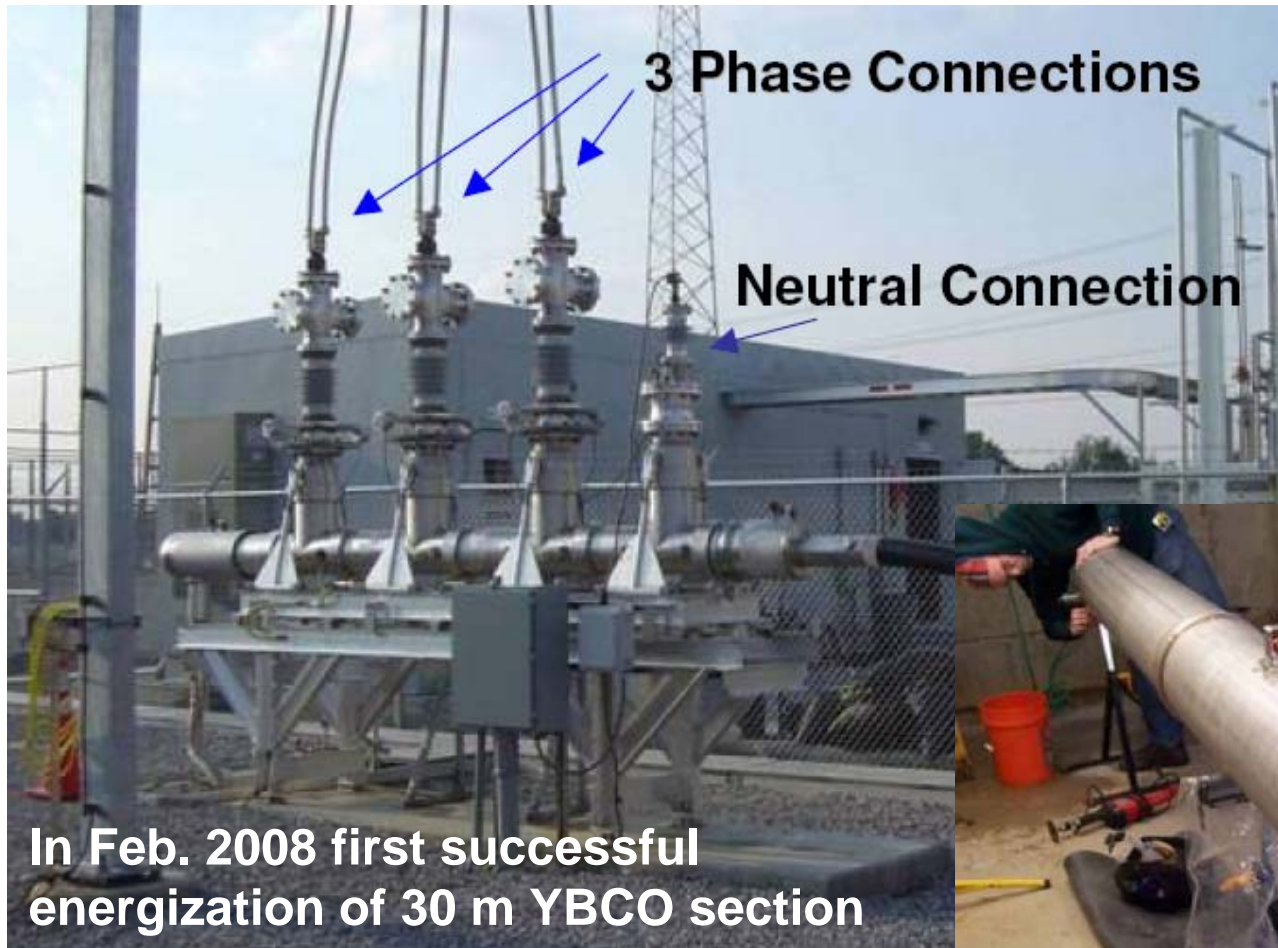 3 Phase Connections
Neutral Connection
In Feb. 2008 first successful
energization of 30 m YBCO section